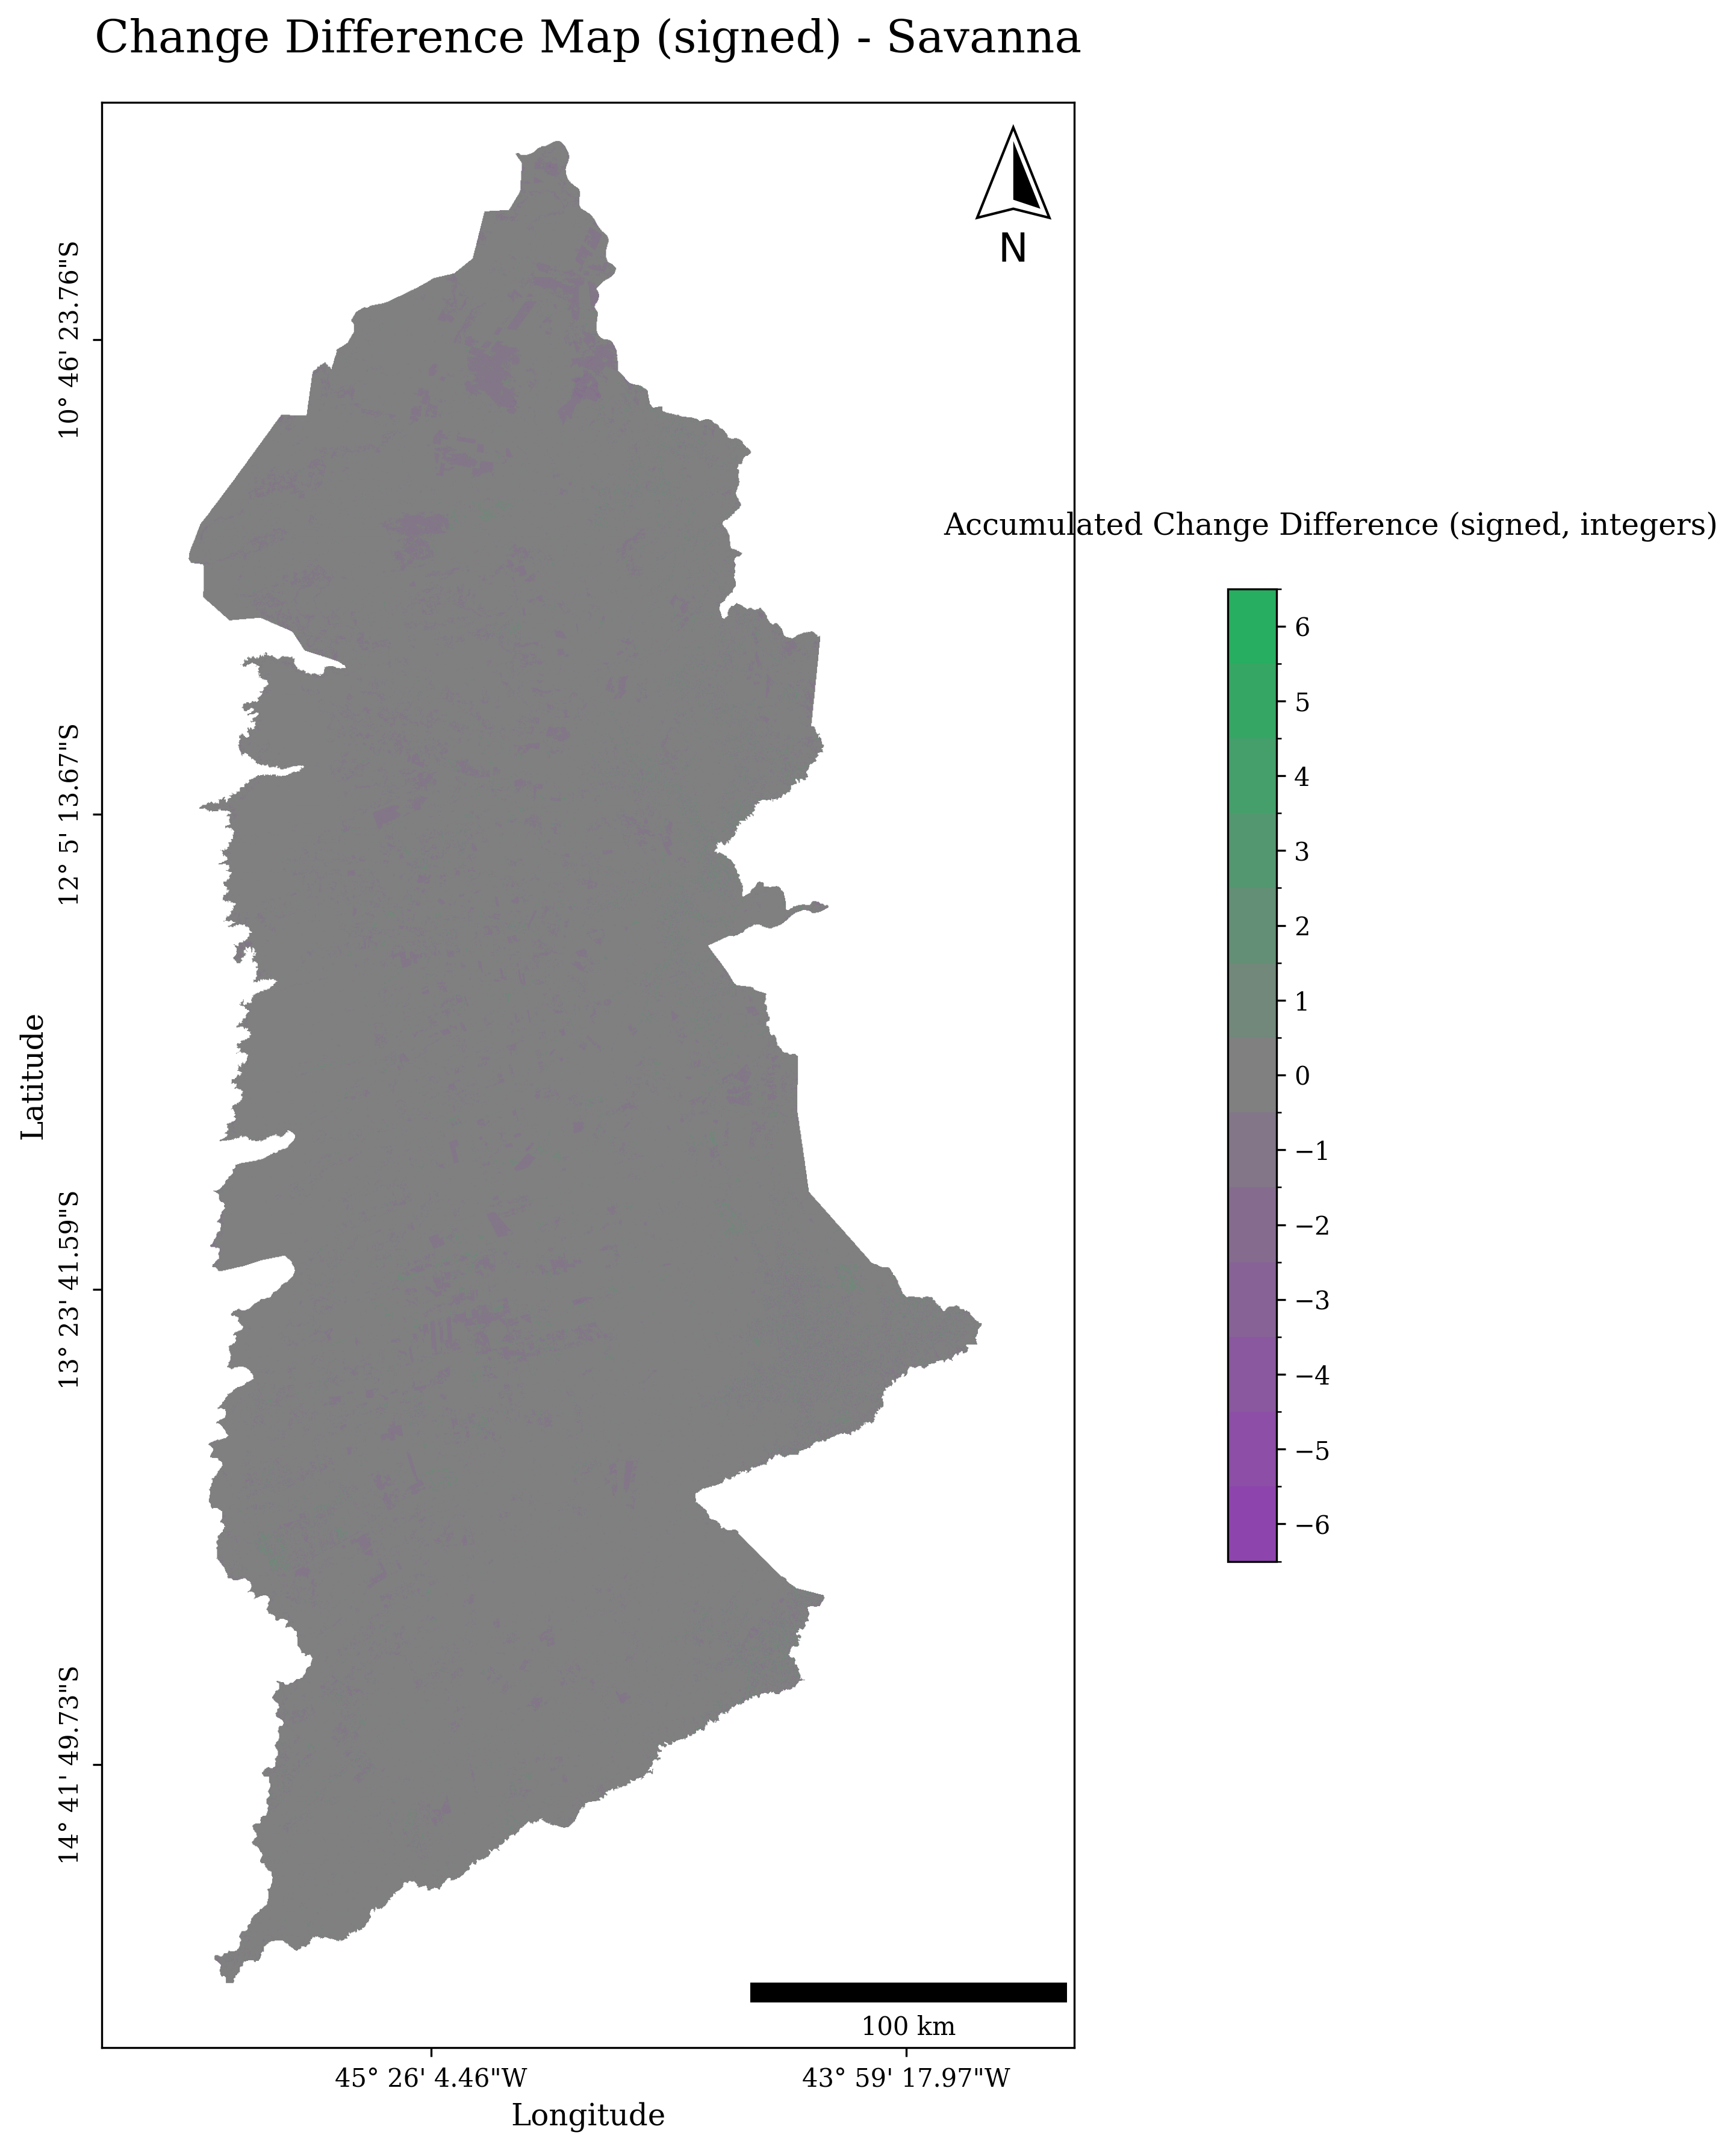 Change Difference Map (signed) - Savanna
N
10° 46' 23.76"S
12° 5' 13.67"S
13° 23' 41.59"S
14° 41' 49.73"S
Latitude
100 km
45° 26' 4.46"W
43° 59' 17.97"W
Longitude
Accumulated Change Difference (signed, integers)
6
5
4
3
2
1
0
−1
−2
−3
−4
−5
−6